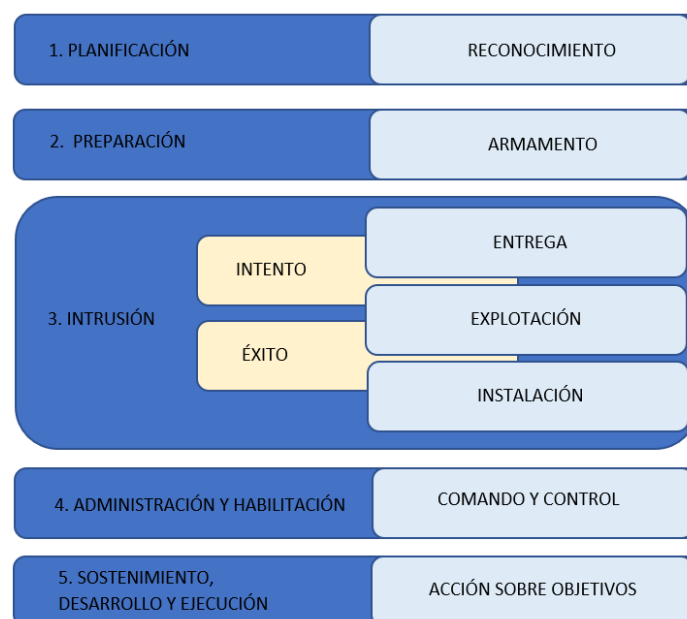 1. PLANIFICACIÓN
RECONOCIMIENTO
2. PREPARACIÓN
ARMAMENTO
3. INTRUSIÓN
INTENTO
ÉXITO
ENTREGA
EXPLOTACIÓN
INSTALACIÓN
4. ADMINISTRACIÓN Y HABILITACIÓN
COMANDO Y CONTROL
5. SOSTENIMIENTO,
DESARROLLO Y EJECUCIÓN
ACCIÓN SOBRE OBJETIVOS